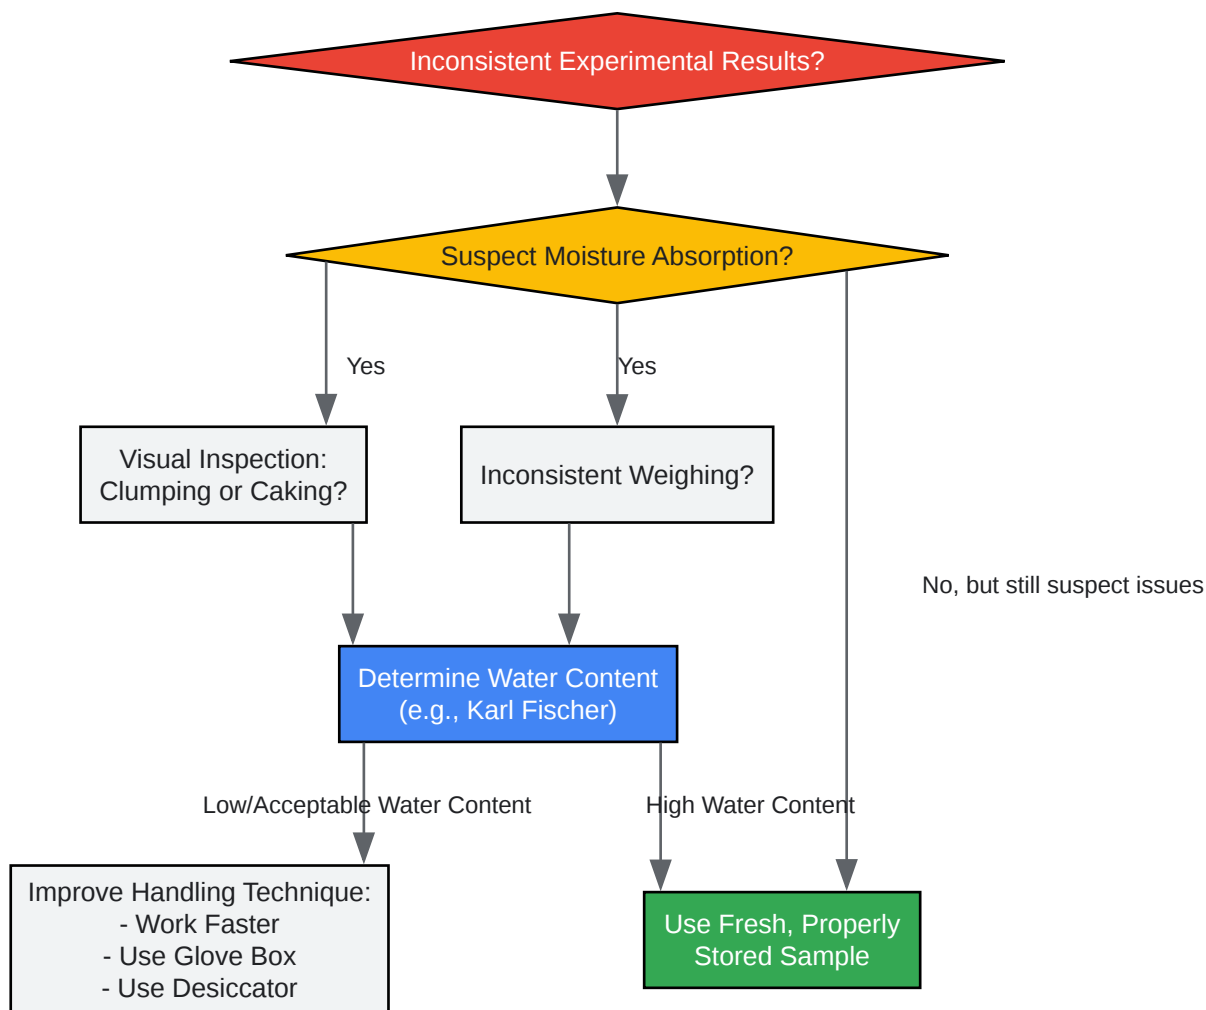 Inconsistent Experimental Results?
Suspect Moisture Absorption?
Yes
Yes
Visual Inspection:
Clumping or Caking?
Inconsistent Weighing?
No, but still suspect issues
Determine Water Content
(e.g., Karl Fischer)
Low/Acceptable Water Content
High Water Content
Improve Handling Technique:
- Work Faster
- Use Glove Box
- Use Desiccator
Use Fresh, Properly
Stored Sample